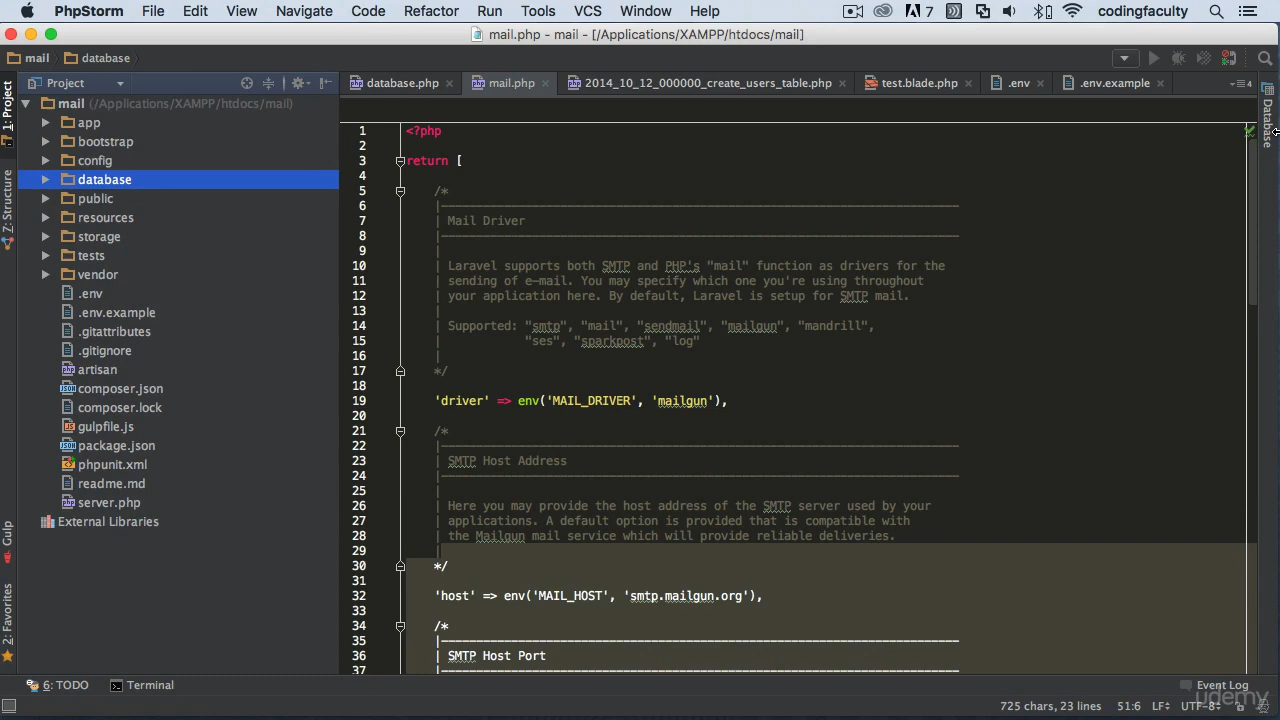 PhpStorm File Edit View Navigate Code Refactor Run Tools VCS Window Help 7 codingfaculty
mail.php - mail - [/Applications/XAMPP/htdocs/mail]
mail database
Project
database.php mail.php 2014_10_12_000000_create_users_table.php test.blade.php .env .env.example
1: Project
Z: Structure
Gulp
2: Favorites
Database
mail (/Applications/XAMPP/htdocs/mail)
app
bootstrap
config
database
public
resources
storage
tests
vendor
.env
.env.example
.gitattributes
.gitignore
artisan
composer.json
composer.lock
gulpfile.js
package.json
phpunit.xml
readme.md
server.php
External Libraries
1 <?php
2
3 return [
4
5 /*
6 |--------------------------------------------------------------------------
7 | Mail Driver
8 |--------------------------------------------------------------------------
9 |
10 | Laravel supports both SMTP and PHP's "mail" function as drivers for the
11 | sending of e-mail. You may specify which one you're using throughout
12 | your application here. By default, Laravel is setup for SMTP mail.
13 |
14 | Supported: "smtp", "mail", "sendmail", "mailgun", "mandrill",
15 | "ses", "sparkpost", "log"
16 |
17 */
18
19 'driver' => env('MAIL_DRIVER', 'mailgun'),
20
21 /*
22 |--------------------------------------------------------------------------
23 | SMTP Host Address
24 |--------------------------------------------------------------------------
25 |
26 | Here you may provide the host address of the SMTP server used by your
27 | applications. A default option is provided that is compatible with
28 | the Mailgun mail service which will provide reliable deliveries.
29 |
30 */
31
32 'host' => env('MAIL_HOST', 'smtp.mailgun.org'),
33
34 /*
35 |--------------------------------------------------------------------------
36 | SMTP Host Port
37 |--------------------------------------------------------------------------
6: TODO Terminal Event Log
725 chars, 23 lines 51:6 LF UTF-8
udemy